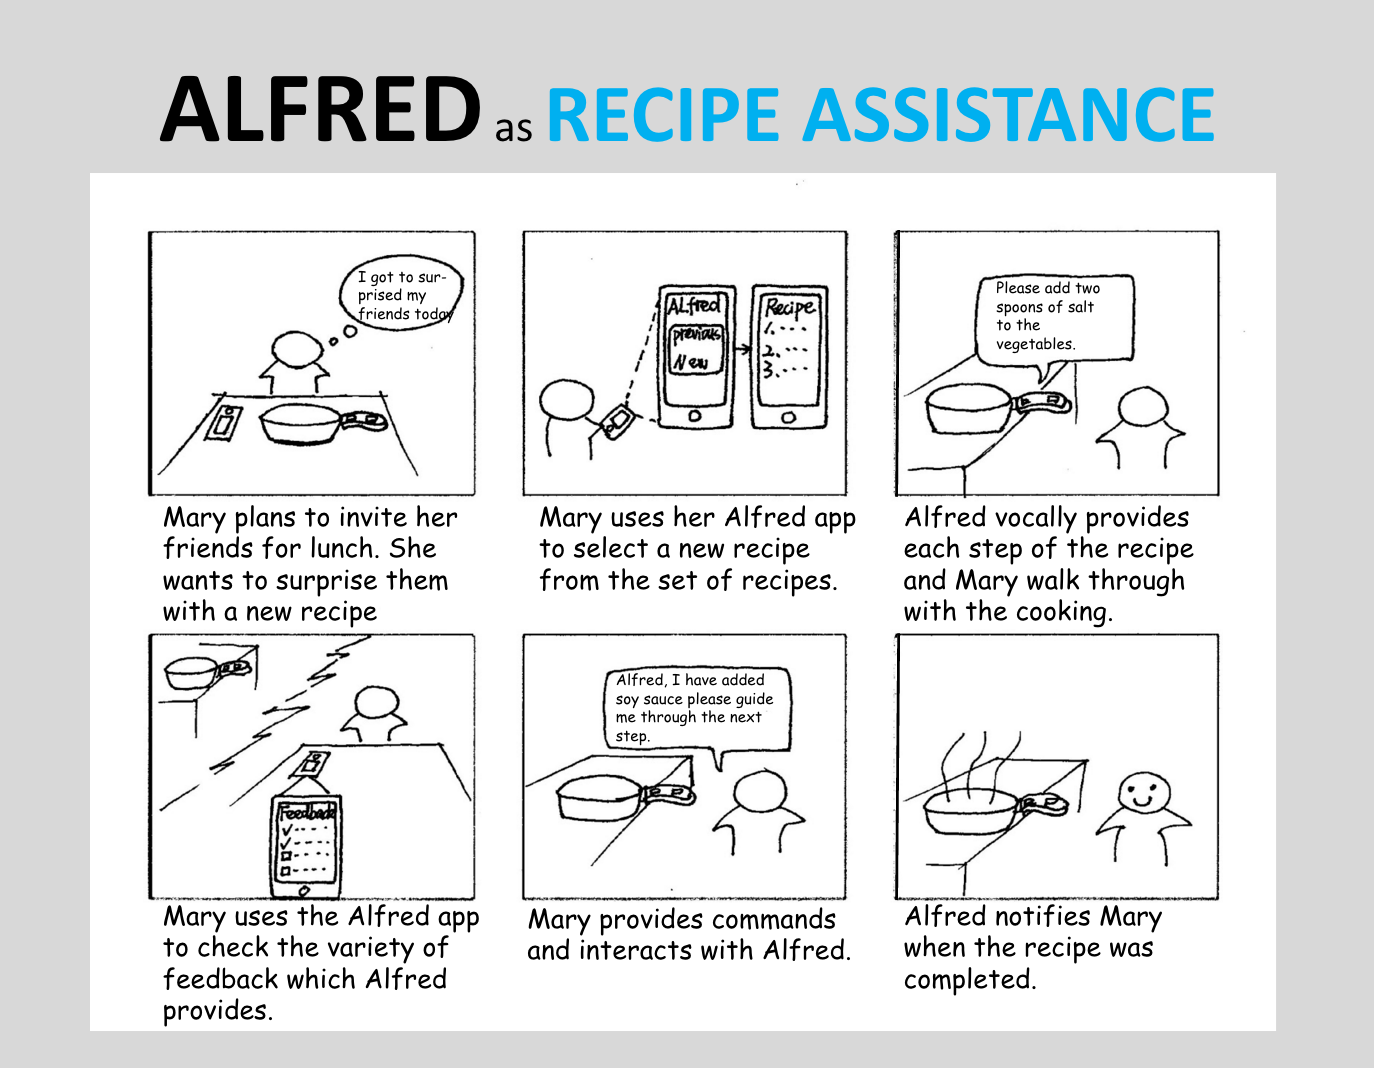 ALFRED as RECIPE ASSISTANCE
I got to sur-
prised my
friends today
Mary plans to invite her
friends for lunch. She
wants to surprise them
with a new recipe
ALfred
previous
New
Recipe
1.
2.
3.
Mary uses her Alfred app
to select a new recipe
from the set of recipes.
Please add two
spoons of salt
to the
vegetables.
Alfred vocally provides
each step of the recipe
and Mary walk through
with the cooking.
Feedback
Mary uses the Alfred app
to check the variety of
feedback which Alfred
provides.
Alfred, I have added
soy sauce please guide
me through the next
step.
Mary provides commands
and interacts with Alfred.
Alfred notifies Mary
when the recipe was
completed.